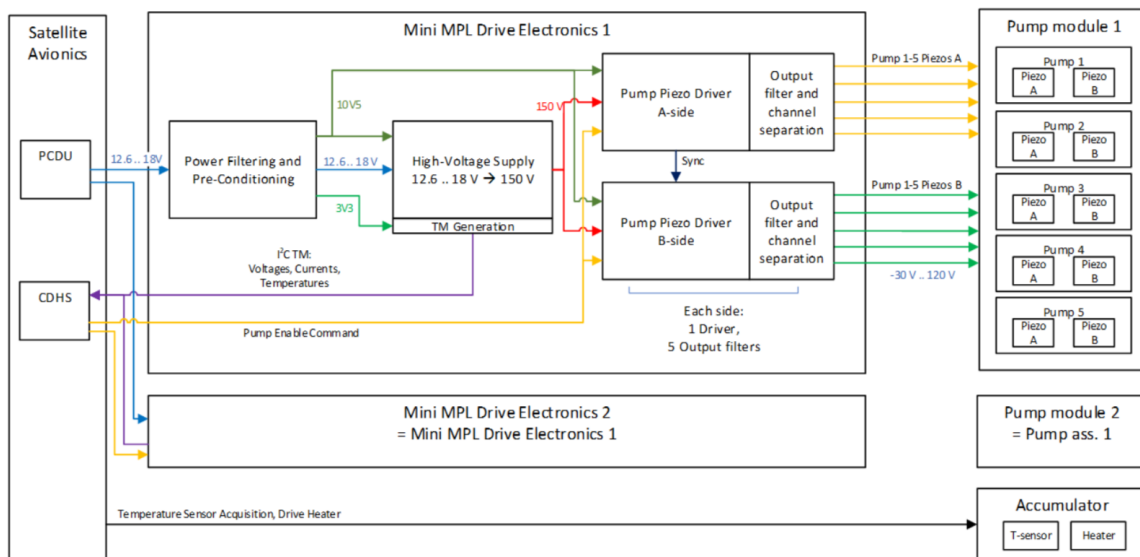 Satellite
Avionics
PCDU
CDHS
Mini MPL Drive Electronics 1
12.6.. 18V
Power Filtering and
Pre-Conditioning
10V5
12.6.. 18 V
3V3
High-Voltage Supply
12.6 .. 18 V → 150 V
TM Generation
150 V
I²C TM:
Voltages, Currents,
Temperatures
Pump Enable Command
Pump Piezo Driver
A-side
Output
filter and
channel
separation
Sync
Pump Piezo Driver
B-side
Output
filter and
channel
separation
Each side:
1 Driver,
5 Output filters
Pump 1-5 Piezos A
Pump 1-5 Piezos B
-30 V .. 120 V
Pump module 1
Pump 1
Piezo
A
Piezo
B
Pump 2
Piezo
A
Piezo
B
Pump 3
Piezo
A
Piezo
B
Pump 4
Piezo
A
Piezo
B
Pump 5
Piezo
A
Piezo
B
Mini MPL Drive Electronics 2
= Mini MPL Drive Electronics 1
Pump module 2
= Pump ass. 1
Temperature Sensor Acquisition, Drive Heater
Accumulator
T-sensor
Heater